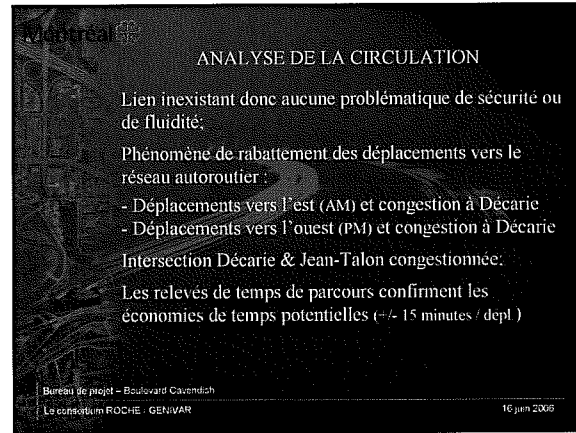 Montréal
ANALYSE DE LA CIRCULATION
Lien inexistant donc aucune problématique de sécurité ou
de fluidité;
Phénomène de rabattement des déplacements vers le
réseau autoroutier :
- Déplacements vers l'est (AM) et congestion à Décarie
- Déplacements vers l'ouest (PM) et congestion à Décarie
Intersection Décarie & Jean-Talon congestionnée;
Les relevés de temps de parcours confirment les
économies de temps potentielles (+/- 15 minutes / dépl.)
Bureau de projet – Boulevard Cavendish
Le consortium ROCHE - GENIVAR 16 juin 2006